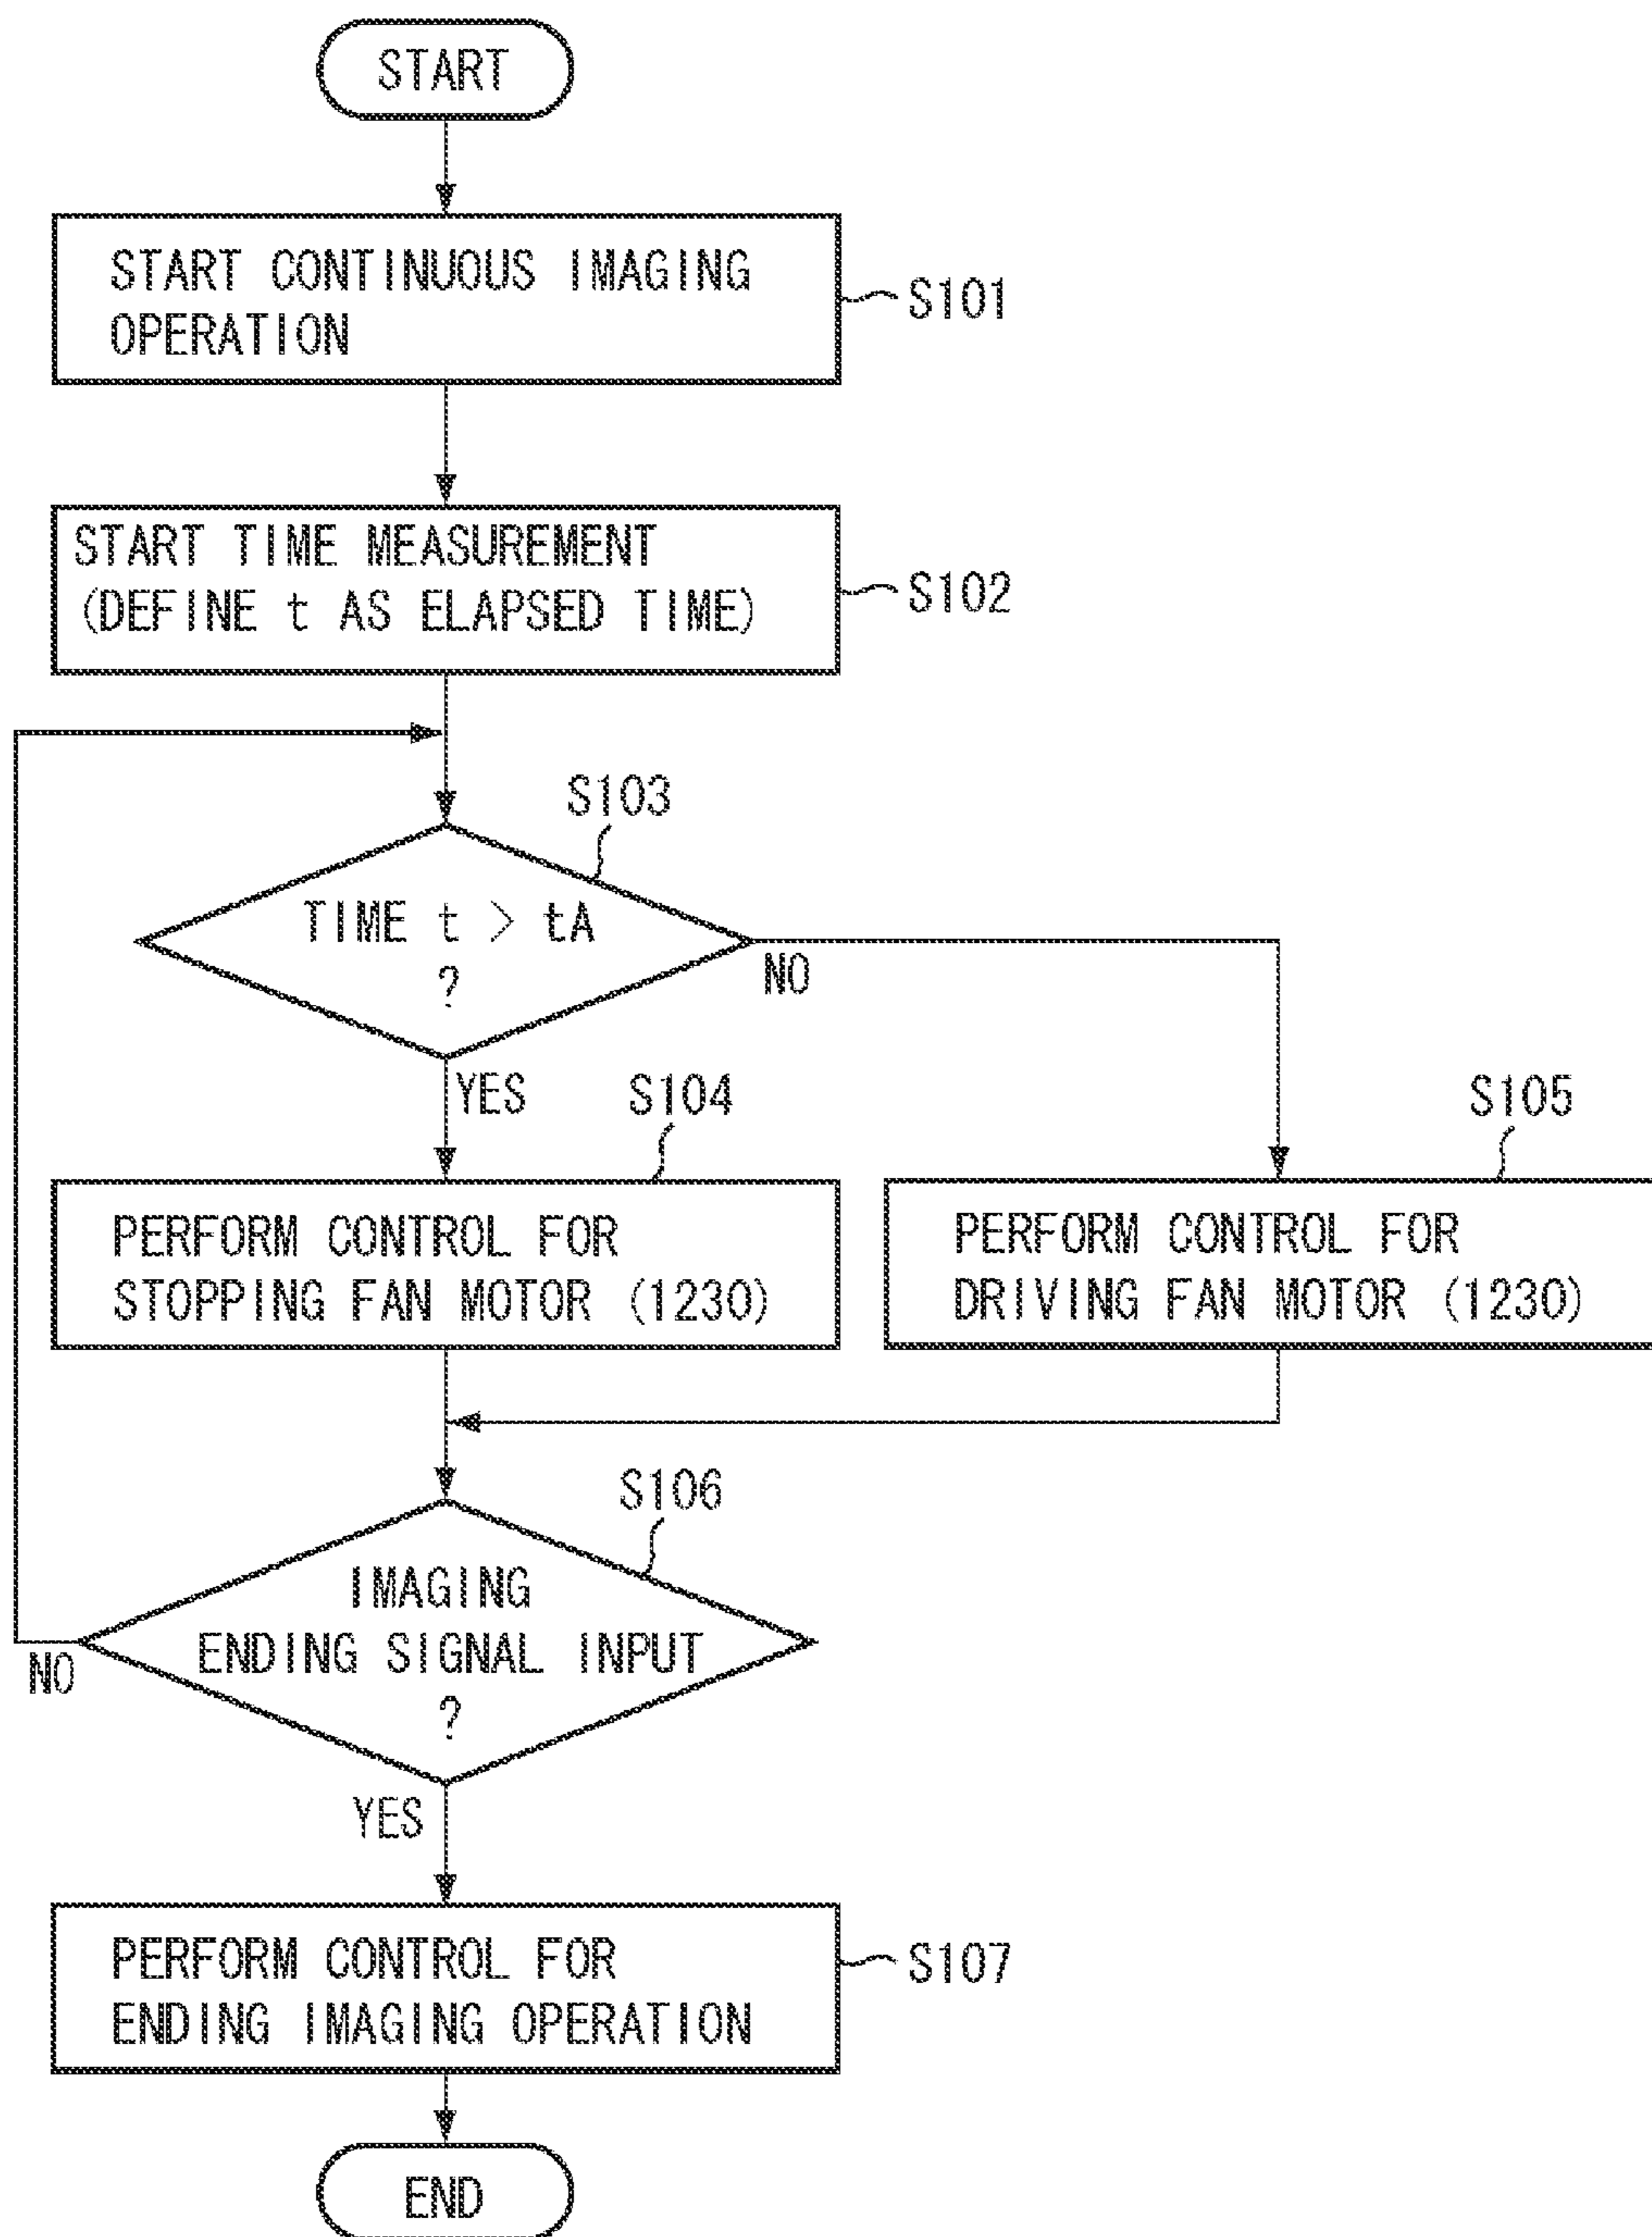 START
START CONTINUOUS IMAGING
OPERATION
S101
START TIME MEASUREMENT
(DEFINE t AS ELAPSED TIME)
S102
S103
TIME t > tA
?
NO
YES
S104
S105
PERFORM CONTROL FOR
STOPPING FAN MOTOR (1230)
PERFORM CONTROL FOR
DRIVING FAN MOTOR (1230)
S106
IMAGING
ENDING SIGNAL INPUT
?
NO
YES
PERFORM CONTROL FOR
ENDING IMAGING OPERATION
S107
END